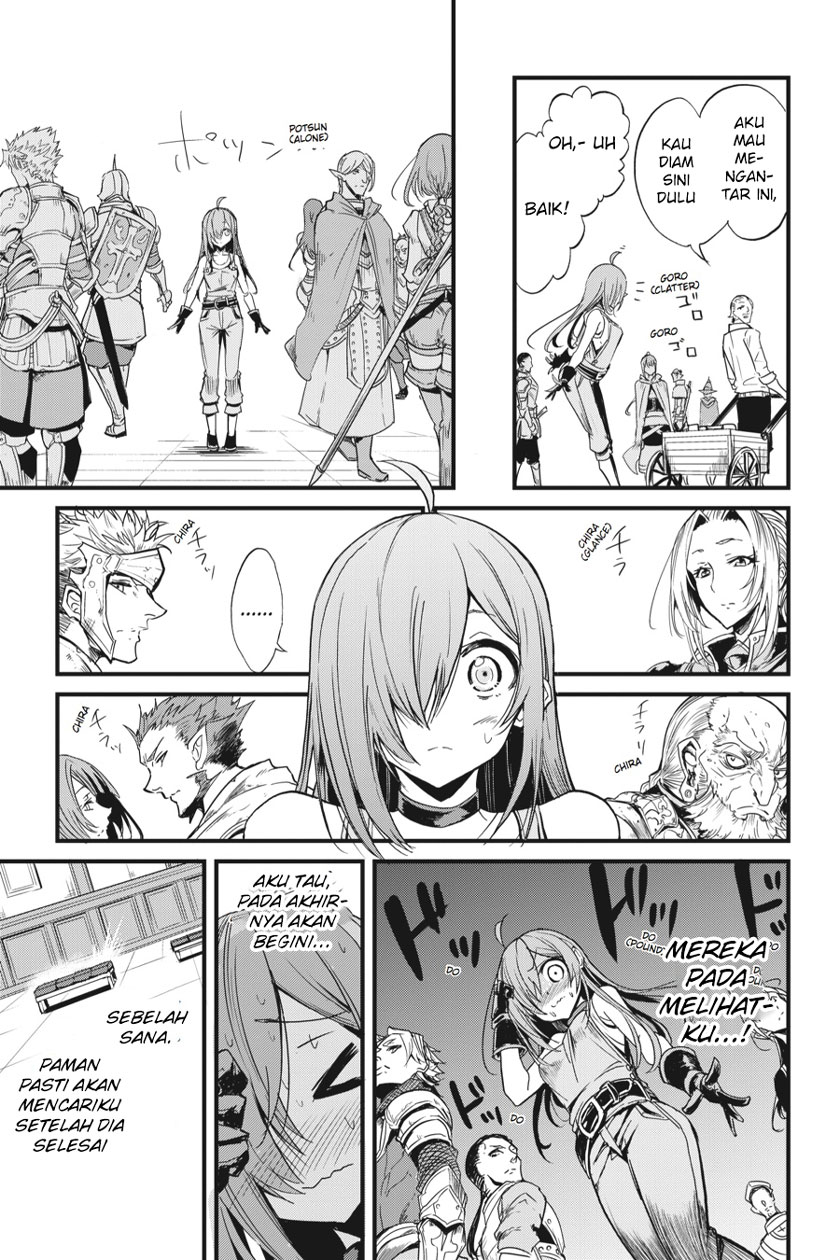 AKU
MAU
ME-
NGAN-
TAR INI,
KAU
DIAM
SINI
DULU
OH,- UH
BAIK!
GORO
(CLATTER)
ゴロ
GORO
ゴロ
POTSUN
(ALONE)
ポツン
CHIRA
(GLANCE)
チラッ
CHIRA
チラッ
CHIRA
チラッ
CHIRA
チラッ
......
MEREKA
PADA
MELIHAT-
KU...!
DO
(POUND)
DO
DO
DO
ド
ド
ド
ド
AKU TAU,
PADA AKHIR-
NYA AKAN
BEGINI...
SEBELAH
SANA.
PAMAN
PASTI AKAN
MENCARIKU
SETELAH DIA
SELESAI